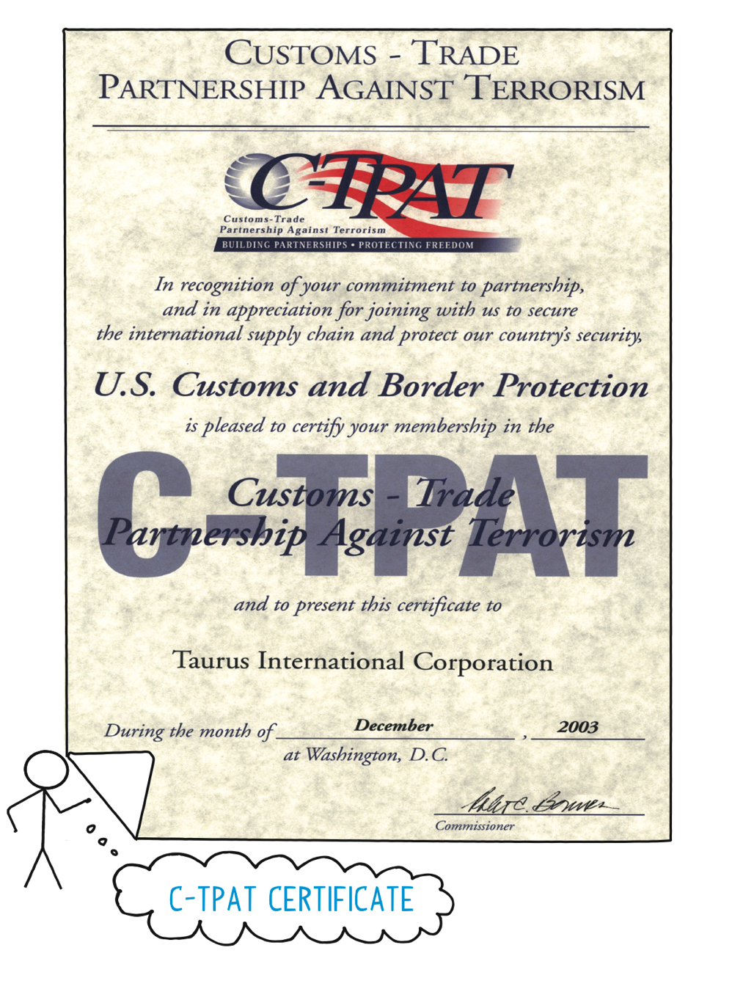 CUSTOMS - TRADE
PARTNERSHIP AGAINST TERRORISM
C-TPAT
Customs-Trade
Partnership Against Terrorism
BUILDING PARTNERSHIPS • PROTECTING FREEDOM
In recognition of your commitment to partnership,
and in appreciation for joining with us to secure
the international supply chain and protect our country's security,
U.S. Customs and Border Protection
is pleased to certify your membership in the
C-TPAT
Customs - Trade
Partnership Against Terrorism
and to present this certificate to
Taurus International Corporation
During the month of December , 2003
at Washington, D.C.
Robert C. Bonner
Commissioner
C-TPAT CERTIFICATE